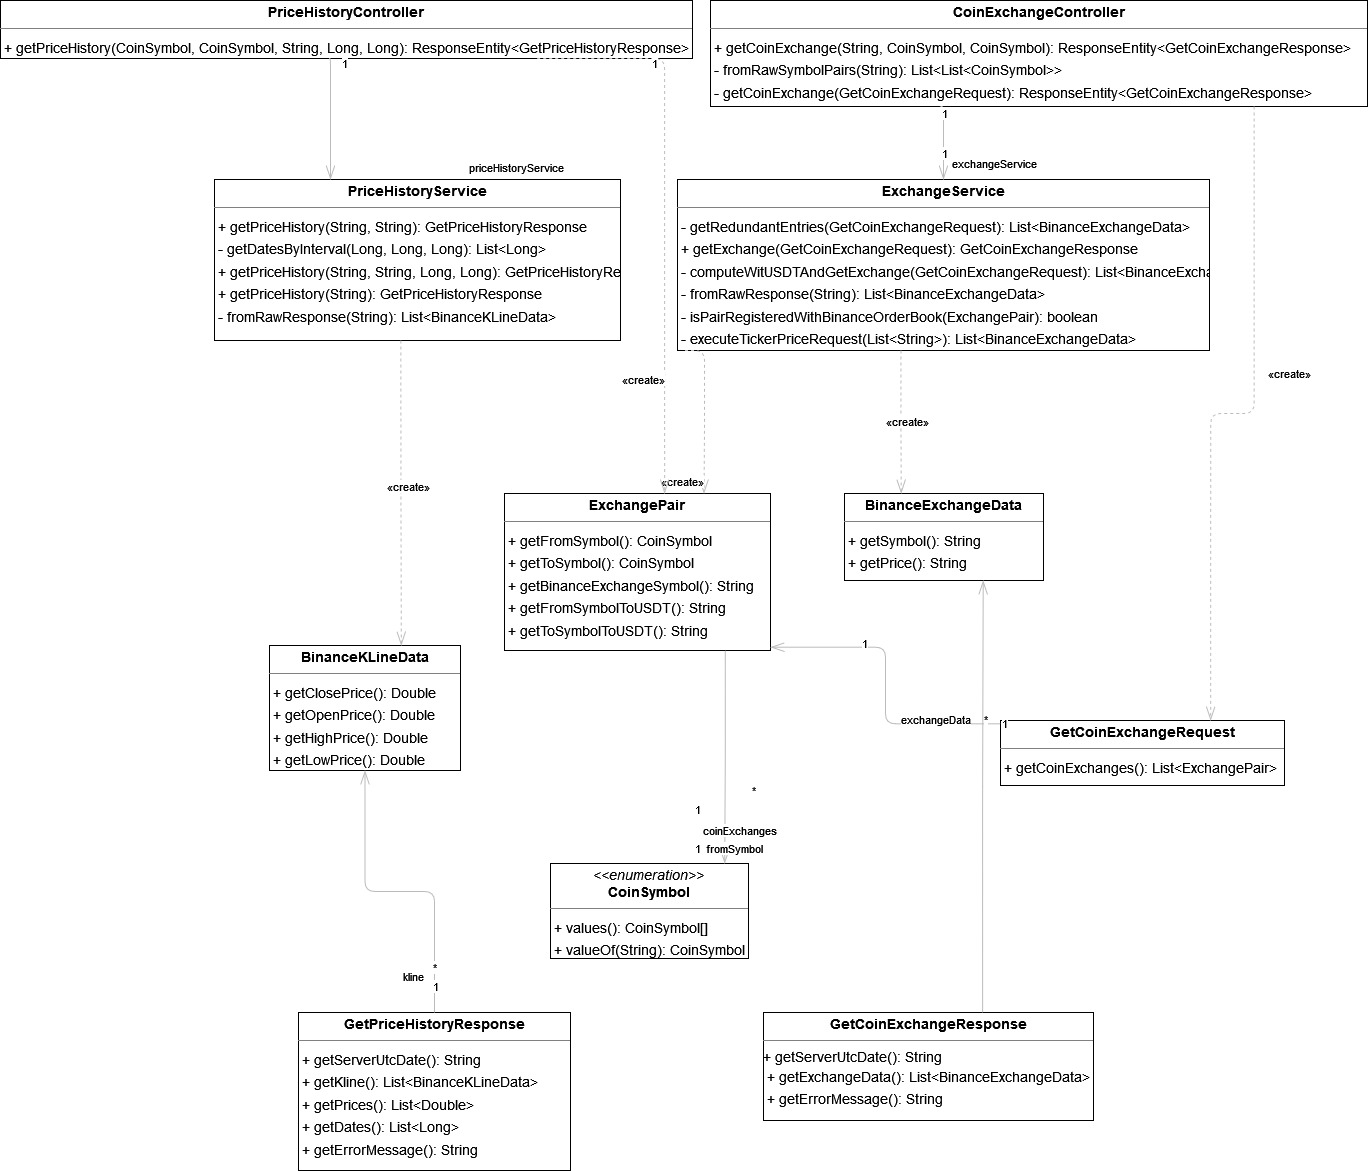 PriceHistoryController
+ getPriceHistory(CoinSymbol, CoinSymbol, String, Long, Long): ResponseEntity<GetPriceHistoryResponse>
CoinExchangeController
+ getCoinExchange(String, CoinSymbol, CoinSymbol): ResponseEntity<GetCoinExchangeResponse>
- fromRawSymbolPairs(String): List<List<CoinSymbol>>
- getCoinExchange(GetCoinExchangeRequest): ResponseEntity<GetCoinExchangeResponse>
1
1
1
1
priceHistoryService
exchangeService
PriceHistoryService
+ getPriceHistory(String, String): GetPriceHistoryResponse
- getDatesByInterval(Long, Long, Long): List<Long>
+ getPriceHistory(String, String, Long, Long): GetPriceHistoryRe
+ getPriceHistory(String): GetPriceHistoryResponse
- fromRawResponse(String): List<BinanceKLineData>
ExchangeService
- getRedundantEntries(GetCoinExchangeRequest): List<BinanceExchangeData>
+ getExchange(GetCoinExchangeRequest): GetCoinExchangeResponse
- computeWitUSDTAndGetExchange(GetCoinExchangeRequest): List<BinanceExcha
- fromRawResponse(String): List<BinanceExchangeData>
- isPairRegisteredWithBinanceOrderBook(ExchangePair): boolean
- executeTickerPriceRequest(List<String>): List<BinanceExchangeData>
«create»
«create»
«create»
«create»
«create»
ExchangePair
+ getFromSymbol(): CoinSymbol
+ getToSymbol(): CoinSymbol
+ getBinanceExchangeSymbol(): String
+ getFromSymbolToUSDT(): String
+ getToSymbolToUSDT(): String
BinanceExchangeData
+ getSymbol(): String
+ getPrice(): String
BinanceKLineData
+ getClosePrice(): Double
+ getOpenPrice(): Double
+ getHighPrice(): Double
+ getLowPrice(): Double
1
exchangeData
*
1
GetCoinExchangeRequest
+ getCoinExchanges(): List<ExchangePair>
*
1
coinExchanges
1 fromSymbol
<<enumeration>>
CoinSymbol
+ values(): CoinSymbol[]
+ valueOf(String): CoinSymbol
*
kline
1
GetPriceHistoryResponse
+ getServerUtcDate(): String
+ getKline(): List<BinanceKLineData>
+ getPrices(): List<Double>
+ getDates(): List<Long>
+ getErrorMessage(): String
GetCoinExchangeResponse
+ getServerUtcDate(): String
+ getExchangeData(): List<BinanceExchangeData>
+ getErrorMessage(): String